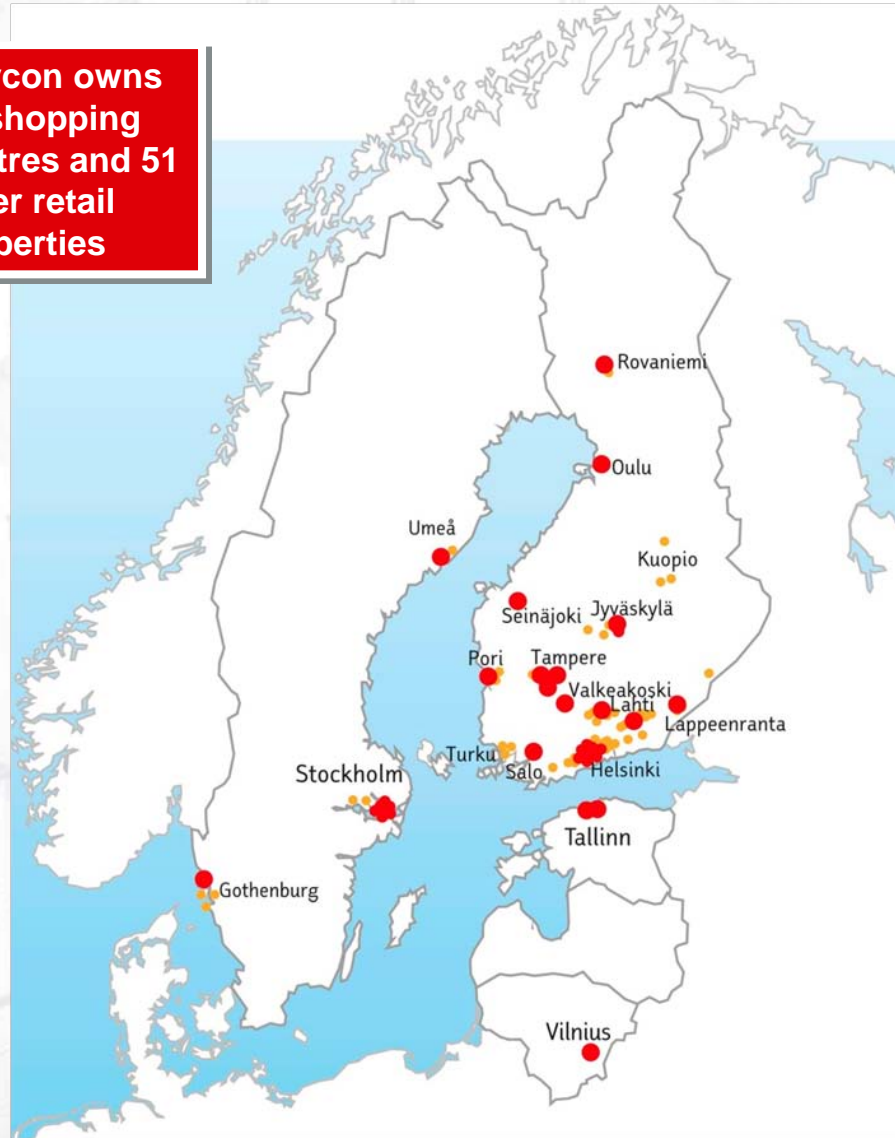 ycon owns
shopping
tres and 51
er retail
perties
Rovaniemi
Oulu
Umeå
Kuopio
Seinäjoki
Jyväskylä
Pori
Tampere
Valkeakoski
Lahti
Lappeenranta
Turku
Salo
Helsinki
Stockholm
Tallinn
Gothenburg
Vilnius